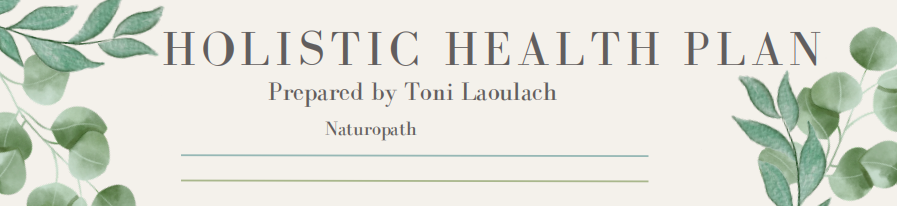 HOLISTIC HEALTH PLAN
Prepared by Toni Laoulach
Naturopath